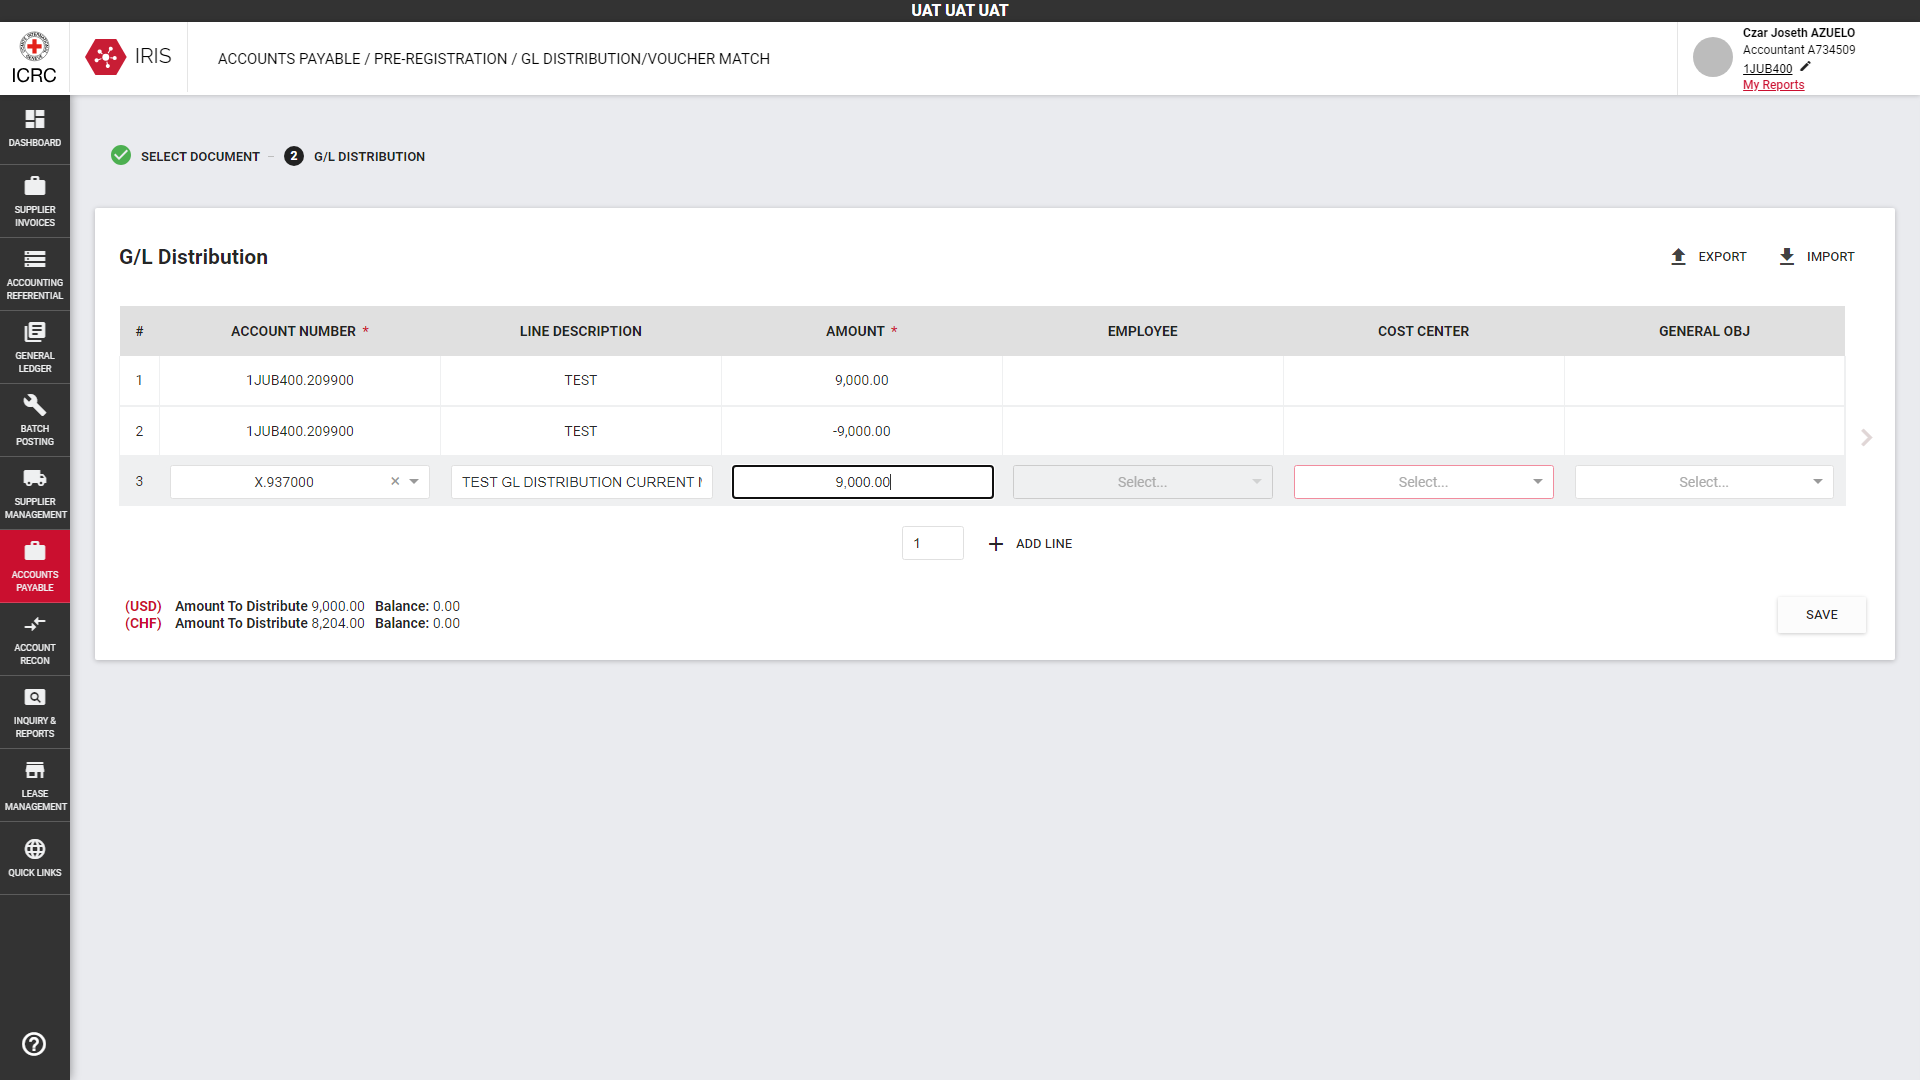 UAT UAT UAT
ICRC
IRIS
ACCOUNTS PAYABLE / PRE-REGISTRATION / GL DISTRIBUTION/VOUCHER MATCH
Czar Joseth AZUELO
Accountant A734509
1JUB400
My Reports
DASHBOARD
SUPPLIER
INVOICES
ACCOUNTING
REFERENTIAL
GENERAL
LEDGER
BATCH
POSTING
SUPPLIER
MANAGEMENT
ACCOUNTS
PAYABLE
ACCOUNT
RECON
INQUIRY &
REPORTS
LEASE
MANAGEMENT
QUICK LINKS
SELECT DOCUMENT – 2 G/L DISTRIBUTION
G/L Distribution
EXPORT IMPORT
# ACCOUNT NUMBER * LINE DESCRIPTION AMOUNT * EMPLOYEE COST CENTER GENERAL OBJ
1 1JUB400.209900 TEST 9,000.00
2 1JUB400.209900 TEST -9,000.00
3 X.937000 × TEST GL DISTRIBUTION CURRENT 9,000.00 Select... Select... Select...
1 + ADD LINE
(USD) Amount To Distribute 9,000.00 Balance: 0.00
(CHF) Amount To Distribute 8,204.00 Balance: 0.00
SAVE